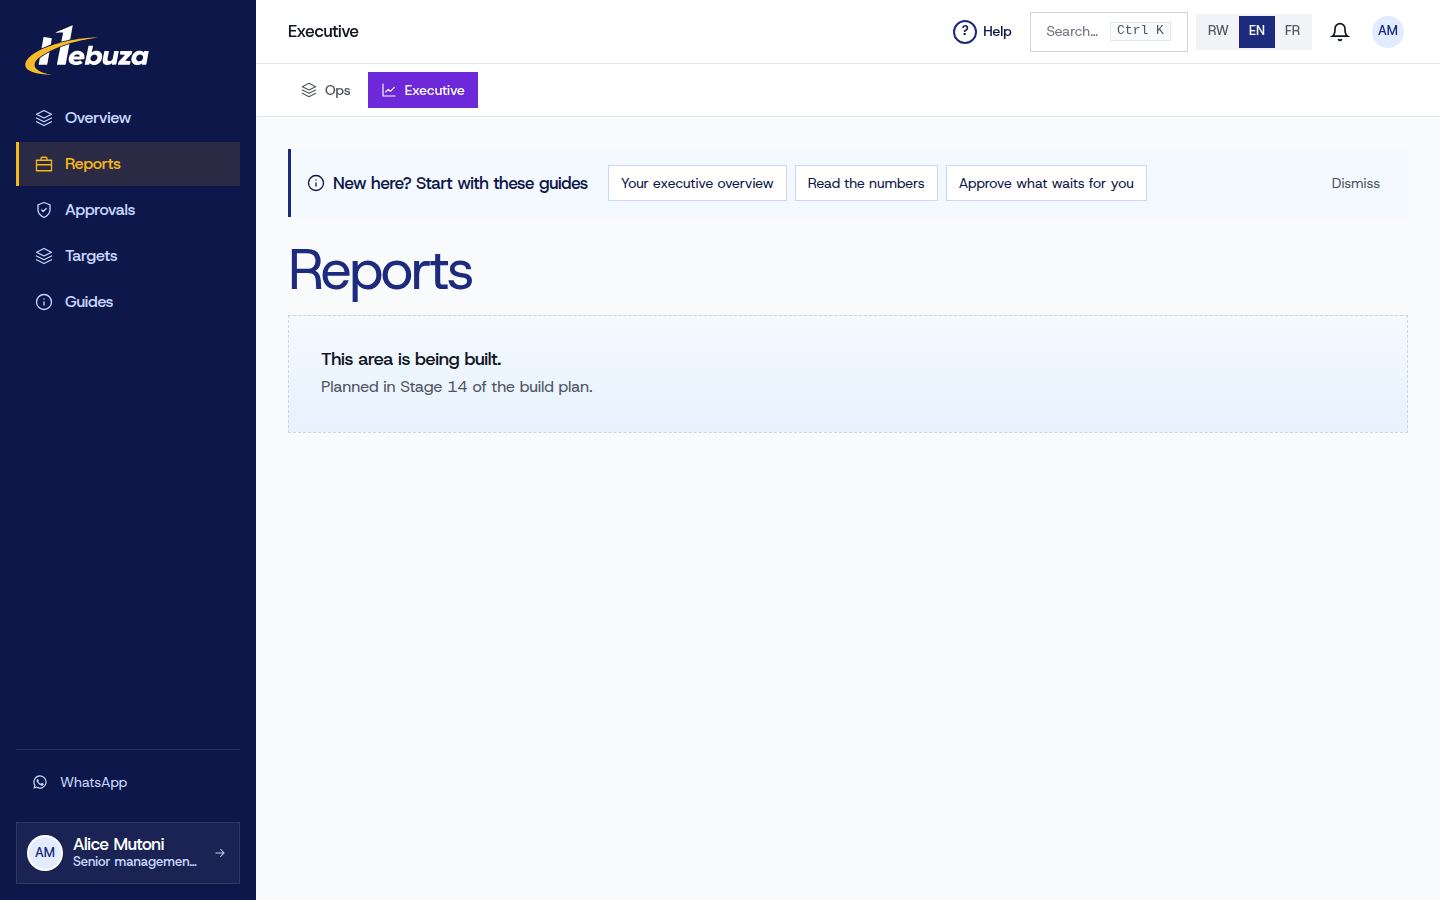 Hebuza
Overview
Reports
Approvals
Targets
Guides
WhatsApp
AM
Alice Mutoni
Senior managemen...
Executive
? Help
Search... Ctrl K
RW EN FR
AM
Ops
Executive
New here? Start with these guides
Your executive overview
Read the numbers
Approve what waits for you
Dismiss
Reports
This area is being built.
Planned in Stage 14 of the build plan.